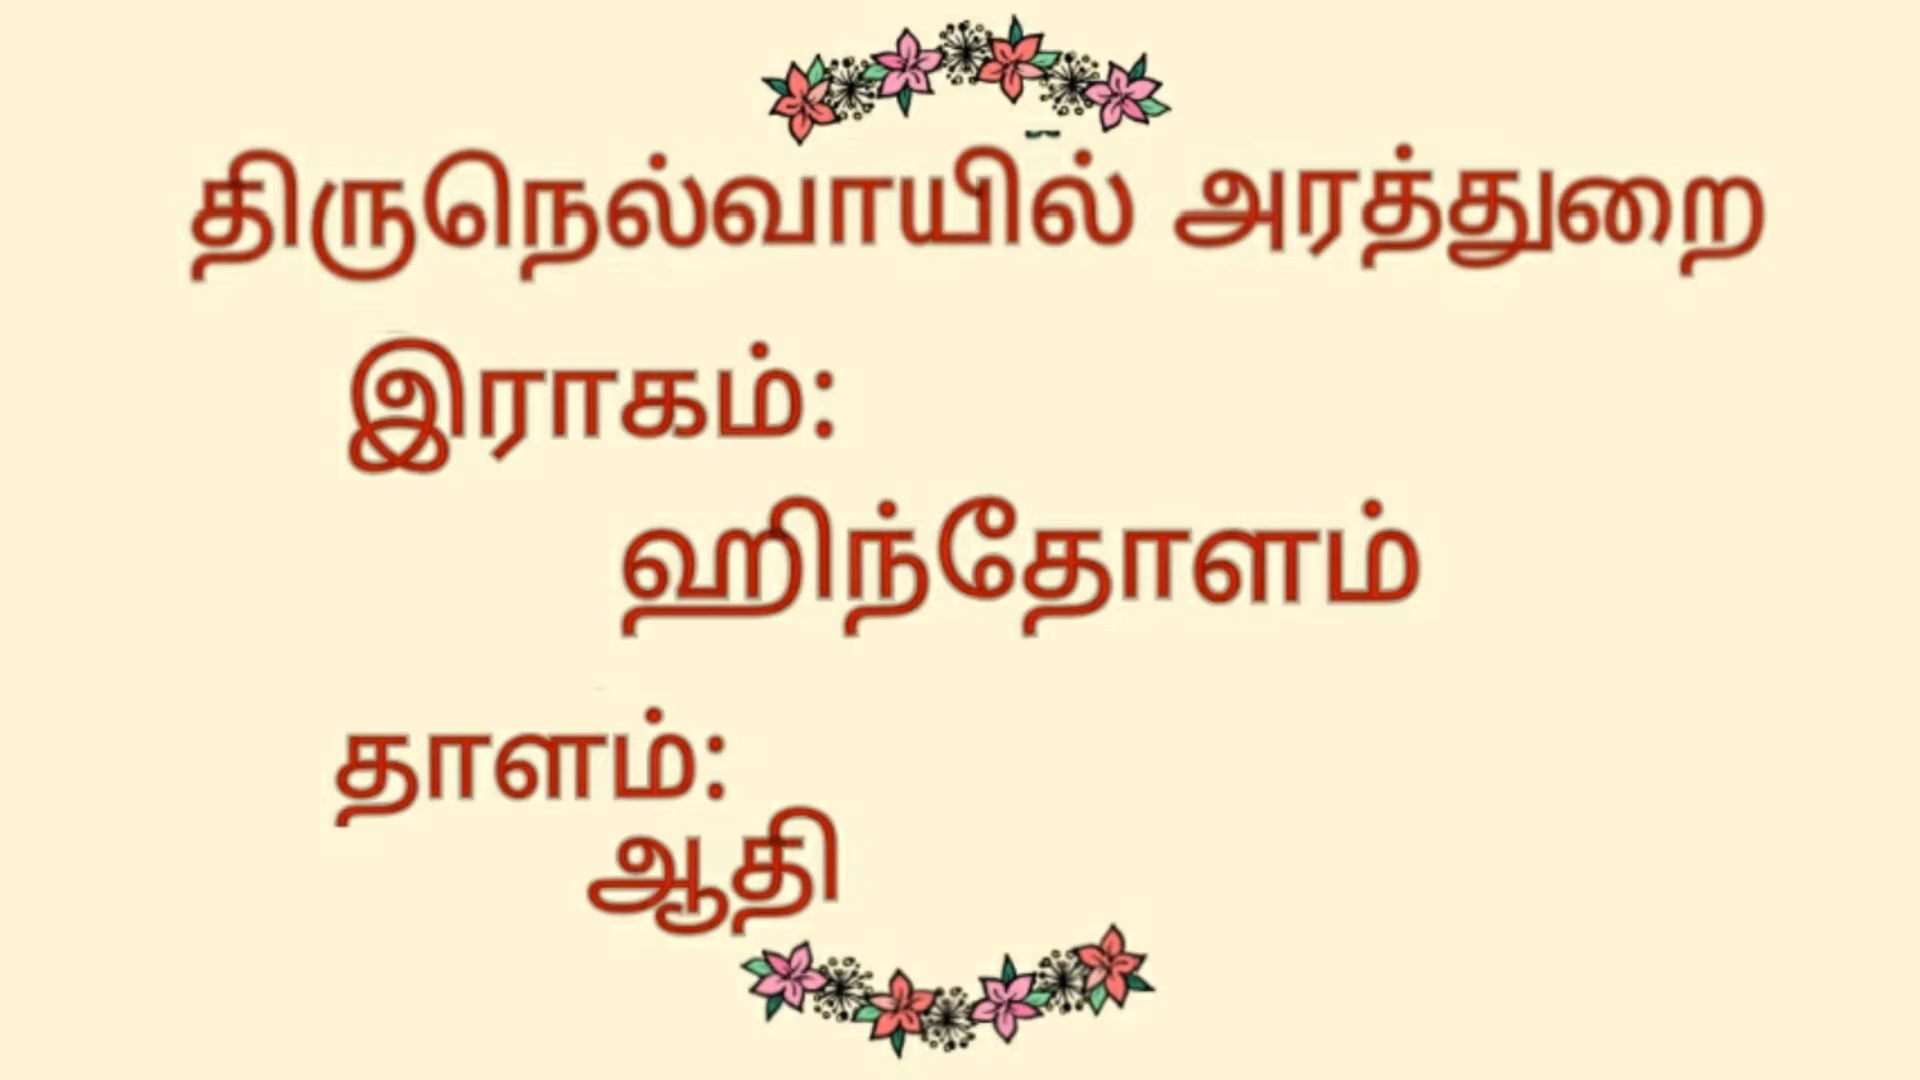 திருநெல்வாயில் அரத்துறை
இராகம்:
ஹிந்தோளம்
தாளம்:
ஆதி